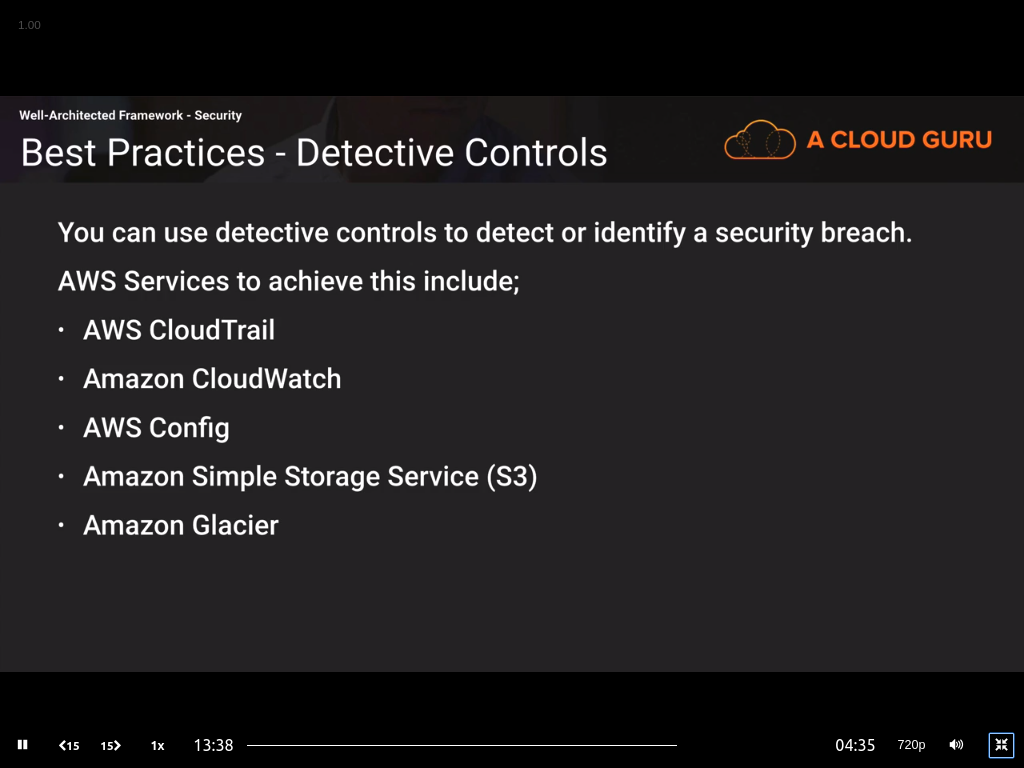 1.00
Well-Architected Framework - Security
Best Practices - Detective Controls
A CLOUD GURU
You can use detective controls to detect or identify a security breach.
AWS Services to achieve this include;
• AWS CloudTrail
• Amazon CloudWatch
• AWS Config
• Amazon Simple Storage Service (S3)
• Amazon Glacier
15 15 1x 13:38 04:35 720p